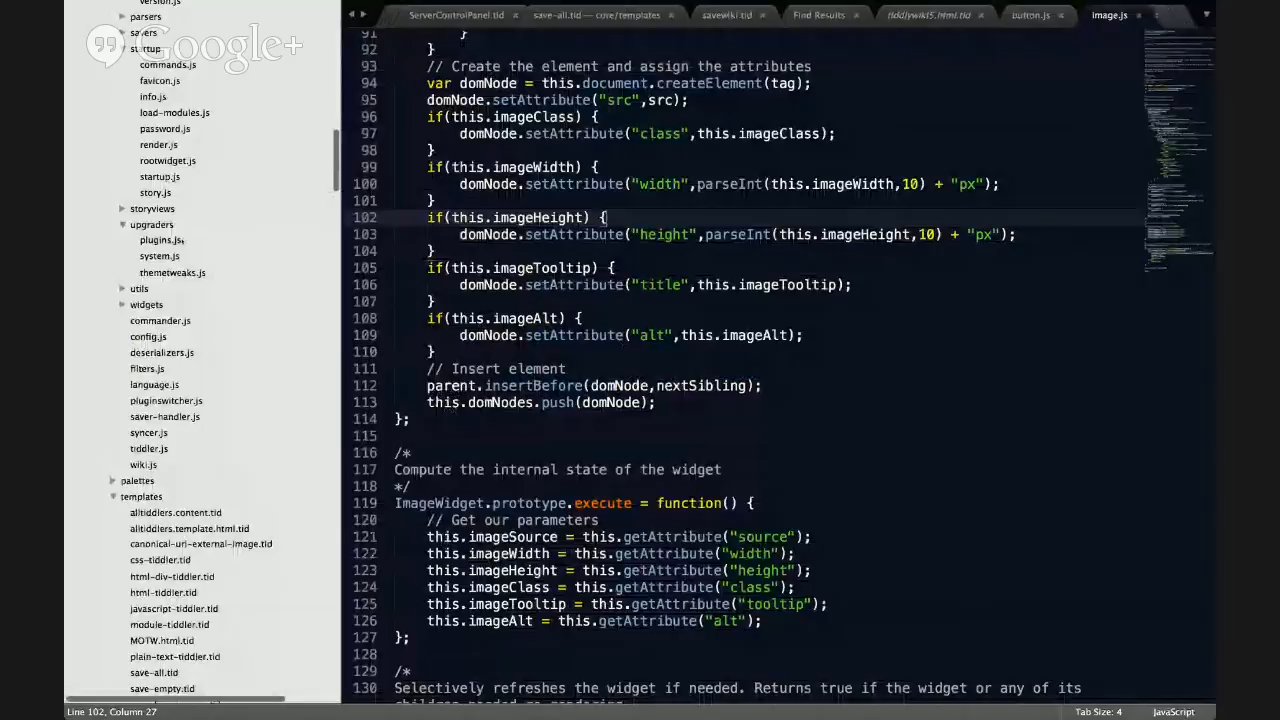 Google+
version.js
parsers
savers
startup
commands.js
favicon.js
info.js
load-modules.js
password.js
render.js
rootwidget.js
startup.js
story.js
storyviews
upgraders
plugins.js
system.js
themetweaks.js
utils
widgets
commander.js
config.js
deserializers.js
filters.js
language.js
pluginswitcher.js
saver-handler.js
syncer.js
tiddler.js
wiki.js
palettes
templates
alltiddlers.content.tid
alltiddlers.template.html.tid
canonical-uri-external-image.tid
css-tiddler.tid
html-div-tiddler.tid
html-tiddler.tid
javascript-tiddler.tid
module-tiddler.tid
MOTW.html.tid
plain-text-tiddler.tid
save-all.tid
save-empty.tid
ServerControlPanel.tid × save-all.tid — core/templates × savewiki.tid × Find Results × tiddlywiki5.html.tid × button.js × image.js ×
91 }
92 }
93 // Create the element and assign the attributes
94 var domNode = this.document.createElement(tag);
95 domNode.setAttribute("src",src);
96 if(this.imageClass) {
97 domNode.setAttribute("class",this.imageClass);
98 }
99 if(this.imageWidth) {
100 domNode.setAttribute("width",parseInt(this.imageWidth,10) + "px");
101 }
102 if(this.imageHeight) {
103 domNode.setAttribute("height",parseInt(this.imageHeight,10) + "px");
104 }
105 if(this.imageTooltip) {
106 domNode.setAttribute("title",this.imageTooltip);
107 }
108 if(this.imageAlt) {
109 domNode.setAttribute("alt",this.imageAlt);
110 }
111 // Insert element
112 parent.insertBefore(domNode,nextSibling);
113 this.domNodes.push(domNode);
114 };
115
116 /*
117 Compute the internal state of the widget
118 */
119 ImageWidget.prototype.execute = function() {
120 // Get our parameters
121 this.imageSource = this.getAttribute("source");
122 this.imageWidth = this.getAttribute("width");
123 this.imageHeight = this.getAttribute("height");
124 this.imageClass = this.getAttribute("class");
125 this.imageTooltip = this.getAttribute("tooltip");
126 this.imageAlt = this.getAttribute("alt");
127 };
128
129 /*
130 Selectively refreshes the widget if needed. Returns true if the widget or any of its
children needed re-rendering
Line 102, Column 27
Tab Size: 4 JavaScript